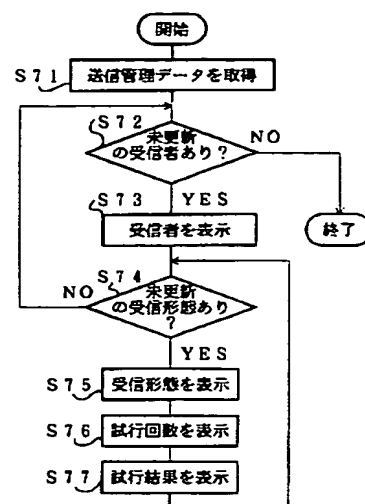 開始
S71
送信管理データを取得
S72
未更新
の受信者あり?
NO
YES
S73
受信者を表示
終了
S74
未更新
の受信形態あり
?
NO
YES
S75
受信形態を表示
S76
試行回数を表示
S77
試行結果を表示